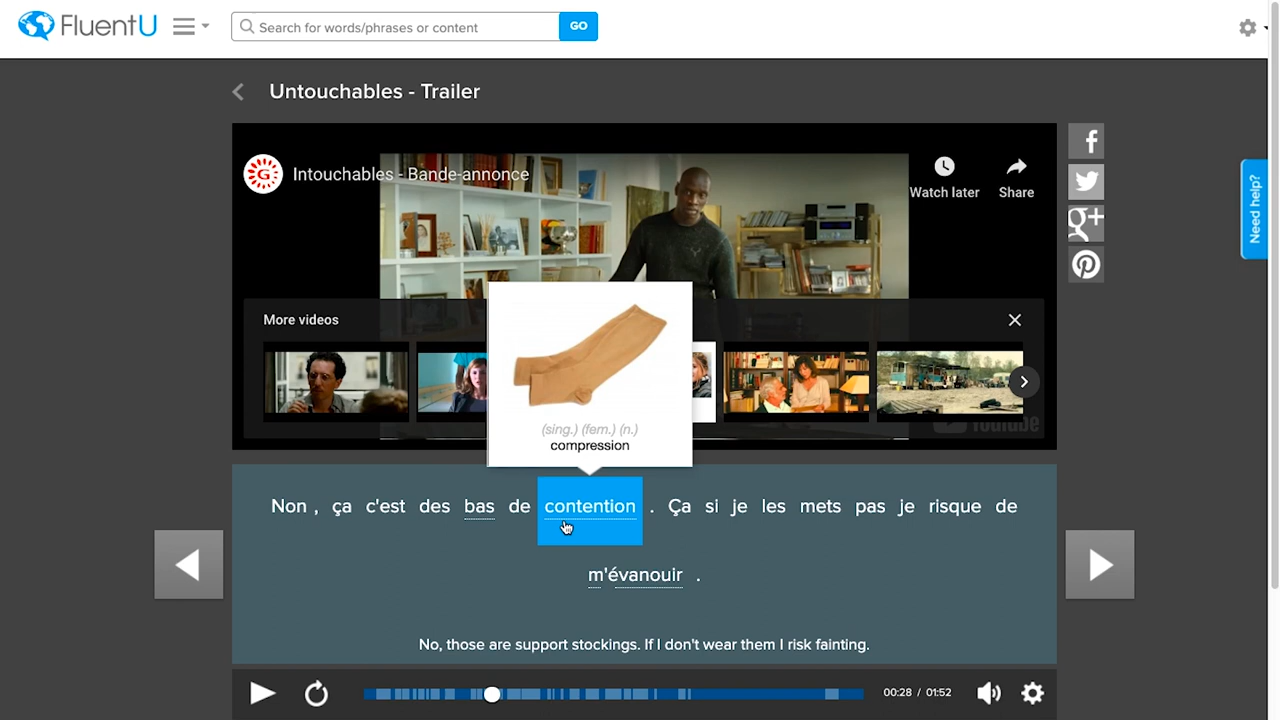 FluentU
Search for words/phrases or content
GO
Untouchables - Trailer
G
Intouchables - Bande-annonce
Watch later
Share
Need help?
More videos
(sing.) (fem.) (n.)
compression
YouTube
Non , ça c'est des bas de contention . Ça si je les mets pas je risque de
m'évanouir .
No, those are support stockings. If I don't wear them I risk fainting.
00:28 / 01:52